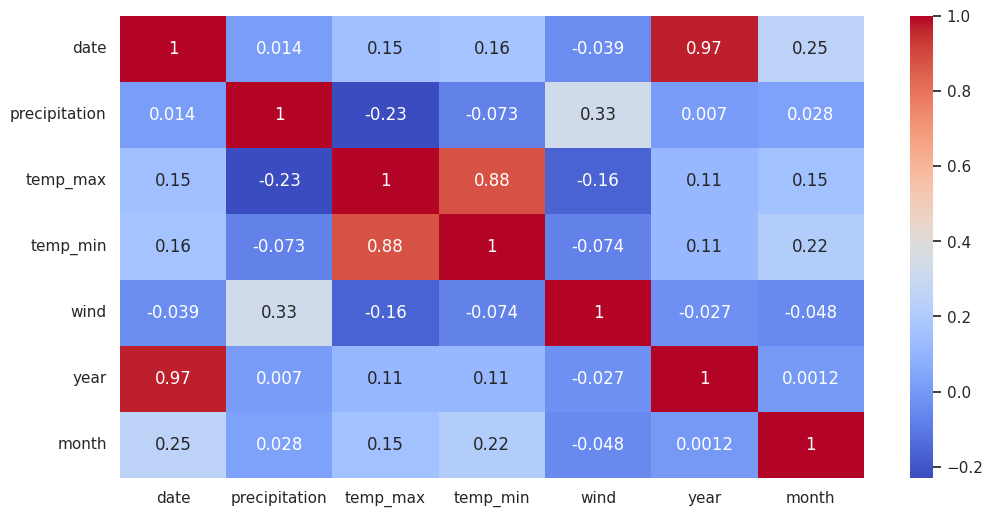 date 1 0.014 0.15 0.16 -0.039 0.97 0.25
precipitation 0.014 1 -0.23 -0.073 0.33 0.007 0.028
temp_max 0.15 -0.23 1 0.88 -0.16 0.11 0.15
temp_min 0.16 -0.073 0.88 1 -0.074 0.11 0.22
wind -0.039 0.33 -0.16 -0.074 1 -0.027 -0.048
year 0.97 0.007 0.11 0.11 -0.027 1 0.0012
month 0.25 0.028 0.15 0.22 -0.048 0.0012 1
date precipitation temp_max temp_min wind year month
1.0
0.8
0.6
0.4
0.2
0.0
−0.2